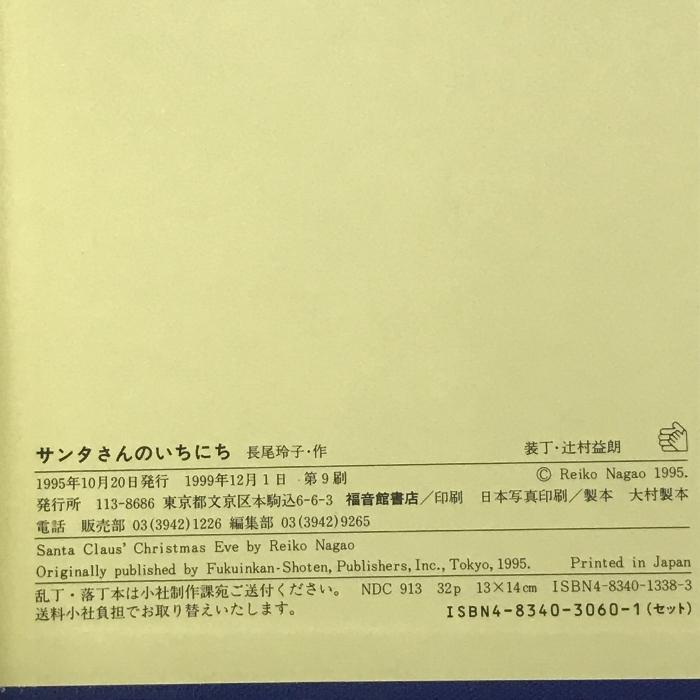 サンタさんのいちにち 長尾玲子・作 装丁・辻村益朗
1995年10月20日発行 1999年12月1日 第9刷 © Reiko Nagao 1995.
発行所 113-8686 東京都文京区本駒込6-6-3 福音館書店／印刷 日本写真印刷／製本 大村製本
電話 販売部 03(3942)1226 編集部 03(3942)9265
Santa Claus' Christmas Eve by Reiko Nagao
Originally published by Fukuinkan-Shoten, Publishers, Inc., Tokyo, 1995. Printed in Japan
乱丁・落丁本は小社制作課宛ご送付ください。 NDC 913 32p 13×14cm ISBN4-8340-1338-3
送料小社負担でお取り替えいたします。 ISBN4-8340-3060-1(セット)